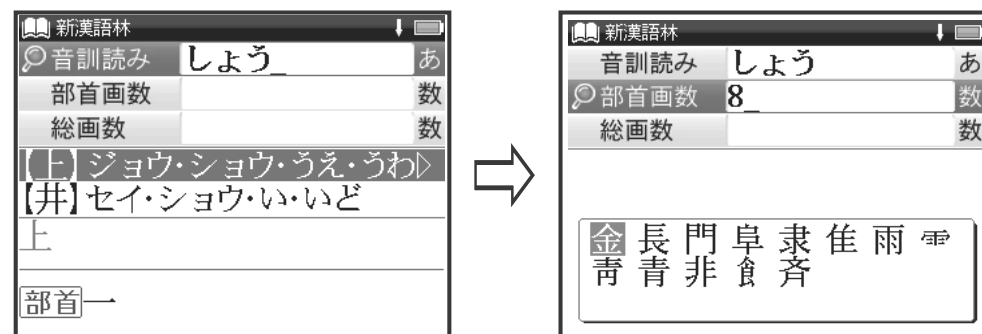 新漢語林
音訓読み しょう_ あ
部首画数 数
総画数 数
【上】ジョウ・ショウ・うえ・うわ▷
【井】セイ・ショウ・い・いど
上
部首一
新漢語林
音訓読み しょう あ
部首画数 8_ 数
総画数 数
金長門阜隶隹雨⻗
靑青非飠斉